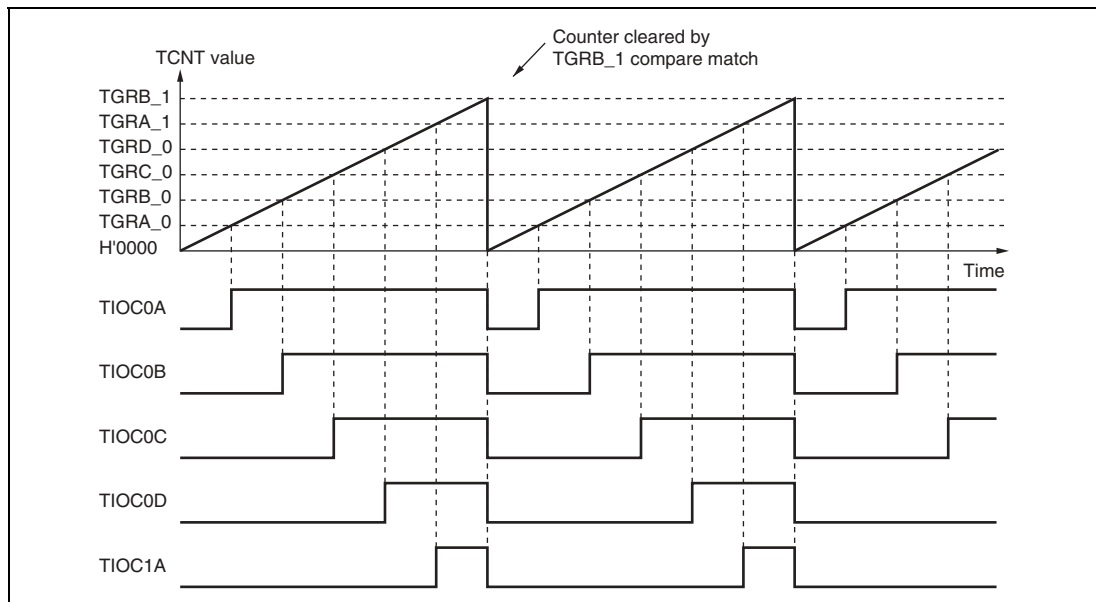 Counter cleared by
TGRB_1 compare match
TCNT value
TGRB_1
TGRA_1
TGRD_0
TGRC_0
TGRB_0
TGRA_0
H'0000
Time
TIOC0A
TIOC0B
TIOC0C
TIOC0D
TIOC1A